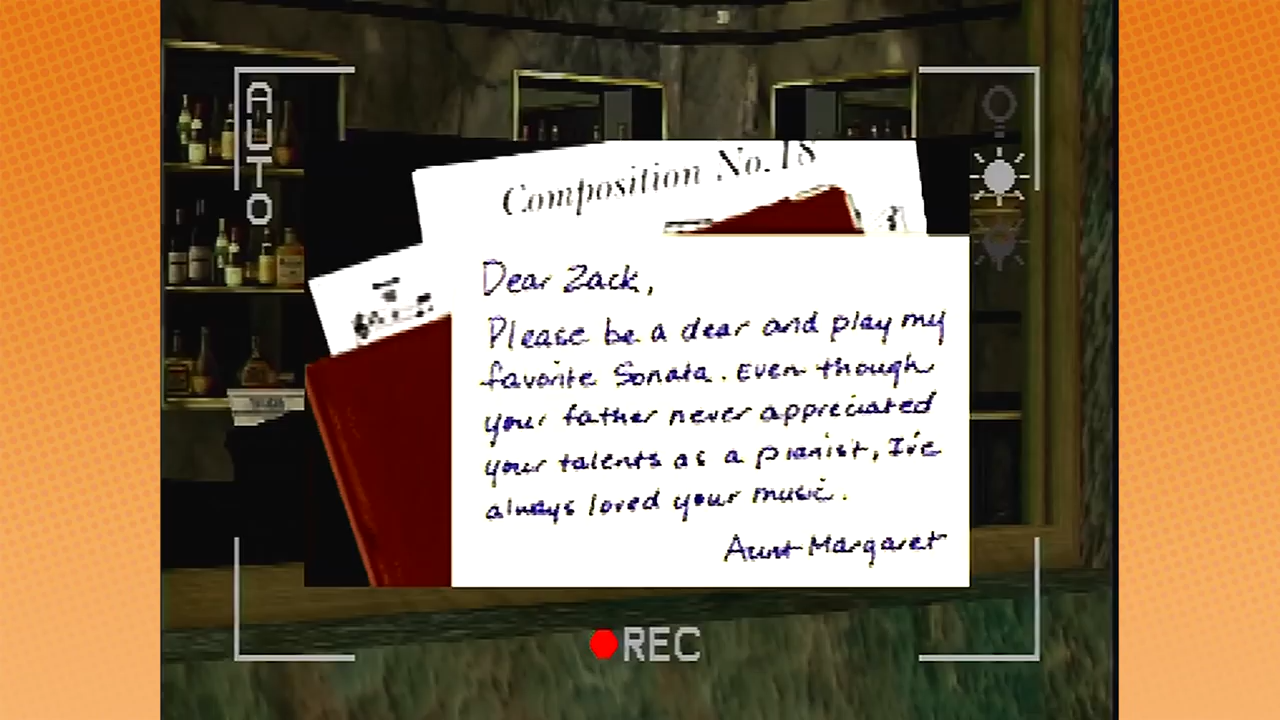 AUTO
Composition No. 18
Dear Zack,
Please be a dear and play my
favorite Sonata. Even though
your father never appreciated
your talents as a pianist, I've
always loved your music.
Aunt Margaret
REC